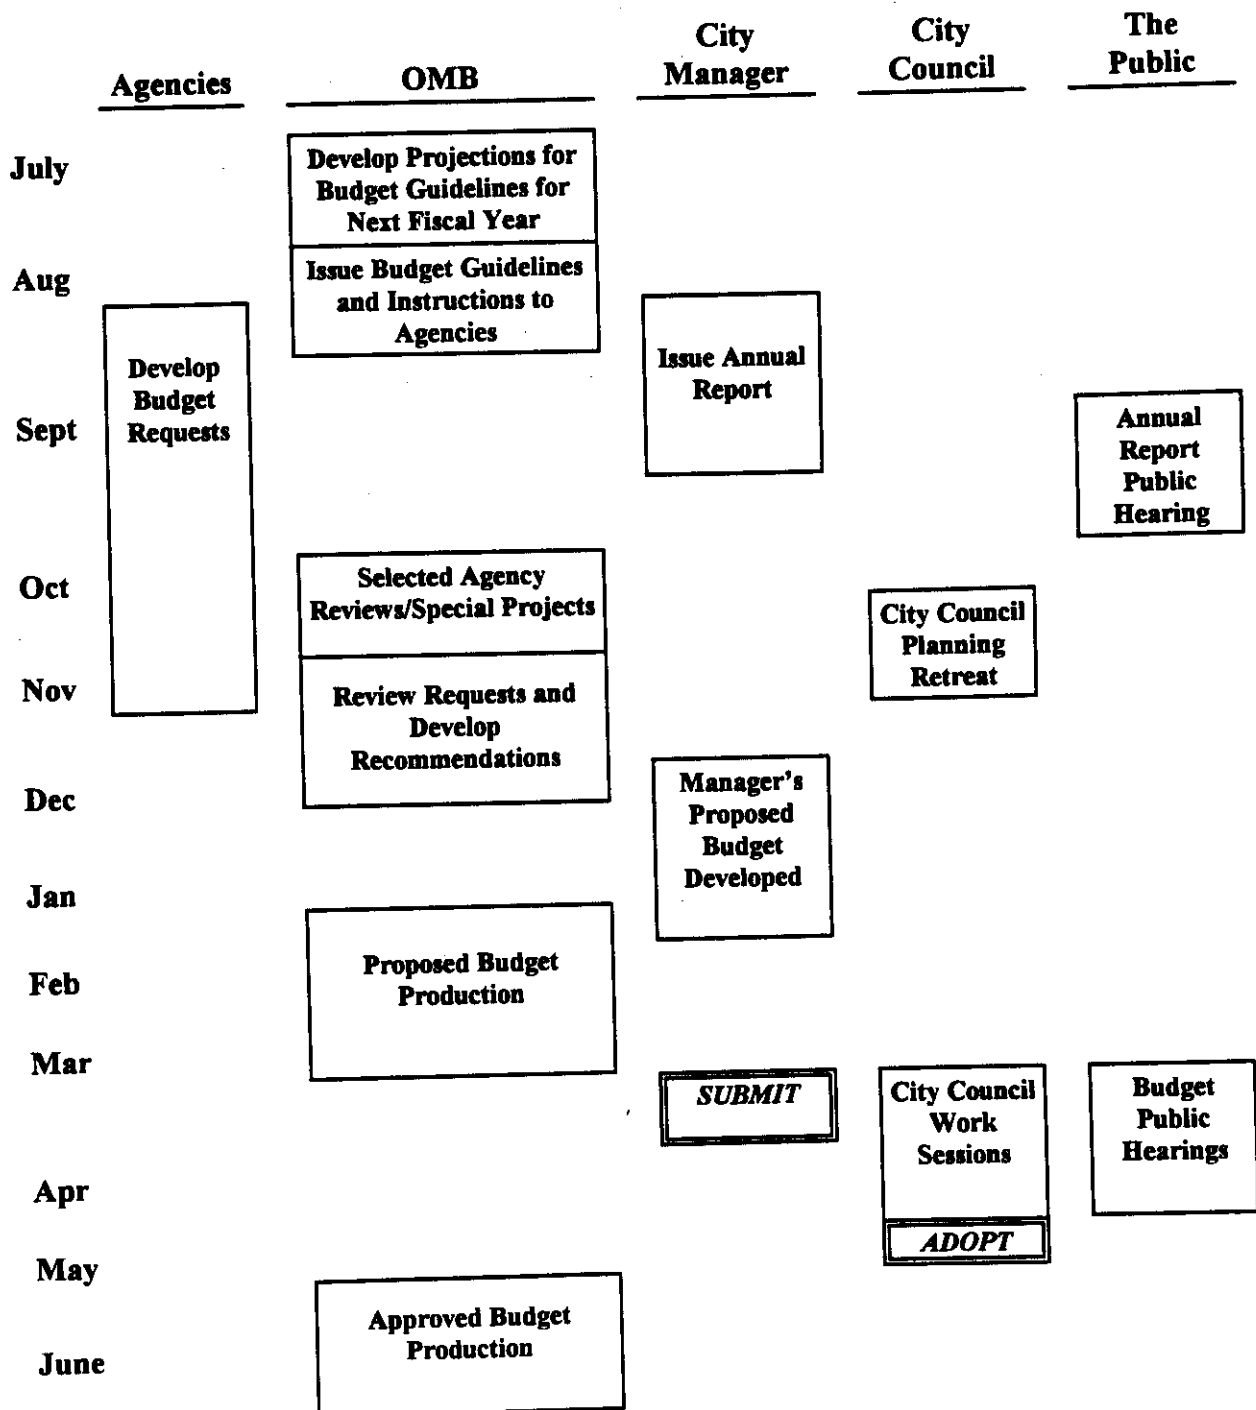 Agencies
OMB
City
Manager
City
Council
The
Public
July
Develop Projections for
Budget Guidelines for
Next Fiscal Year
Aug
Issue Budget Guidelines
and Instructions to
Agencies
Develop
Budget
Requests
Issue Annual
Report
Sept
Annual
Report
Public
Hearing
Oct
Selected Agency
Reviews/Special Projects
City Council
Planning
Retreat
Nov
Review Requests and
Develop
Recommendations
Dec
Manager's
Proposed
Budget
Developed
Jan
Feb
Proposed Budget
Production
Mar
SUBMIT
City Council
Work
Sessions
Budget
Public
Hearings
Apr
ADOPT
May
Approved Budget
Production
June